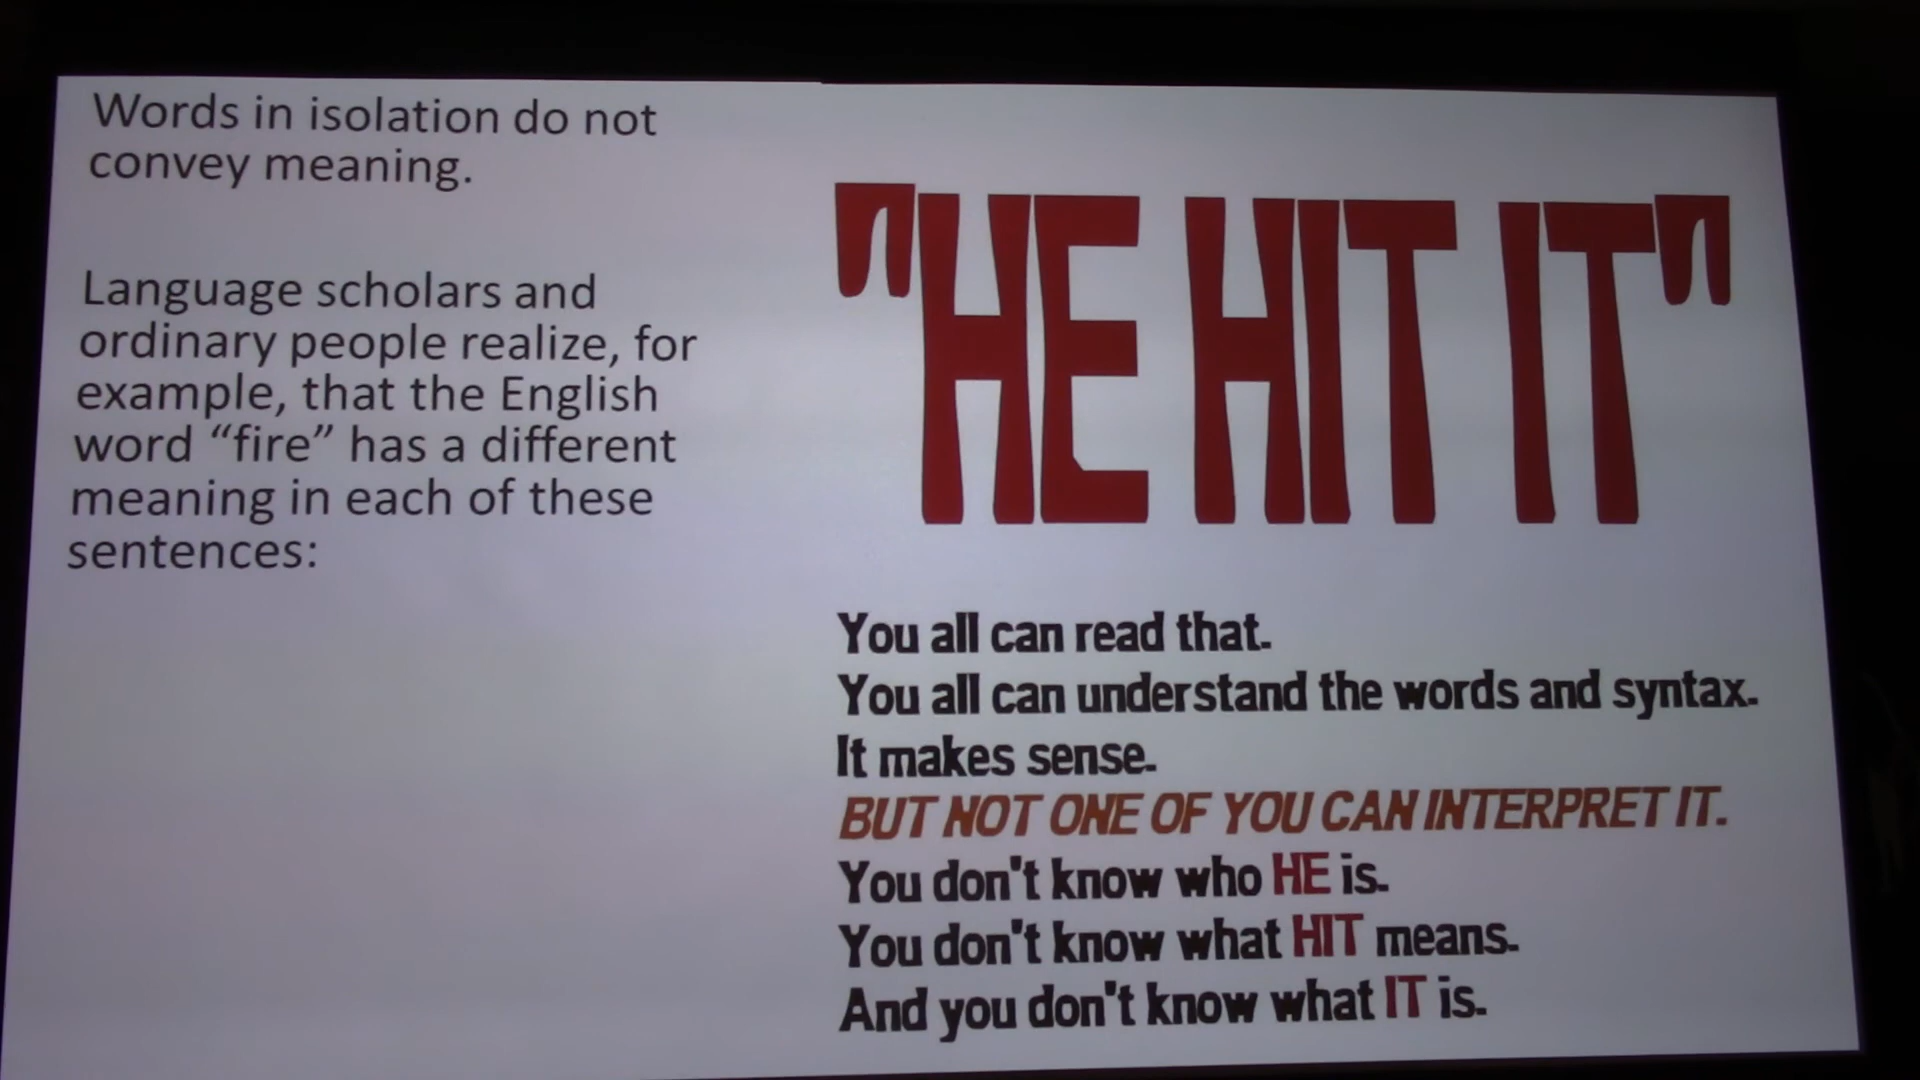 Words in isolation do not
convey meaning.
Language scholars and
ordinary people realize, for
example, that the English
word “fire” has a different
meaning in each of these
sentences:
"HE HIT IT"
You all can read that.
You all can understand the words and syntax.
It makes sense.
BUT NOT ONE OF YOU CAN INTERPRET IT.
You don't know who HE is.
You don't know what HIT means.
And you don't know what IT is.